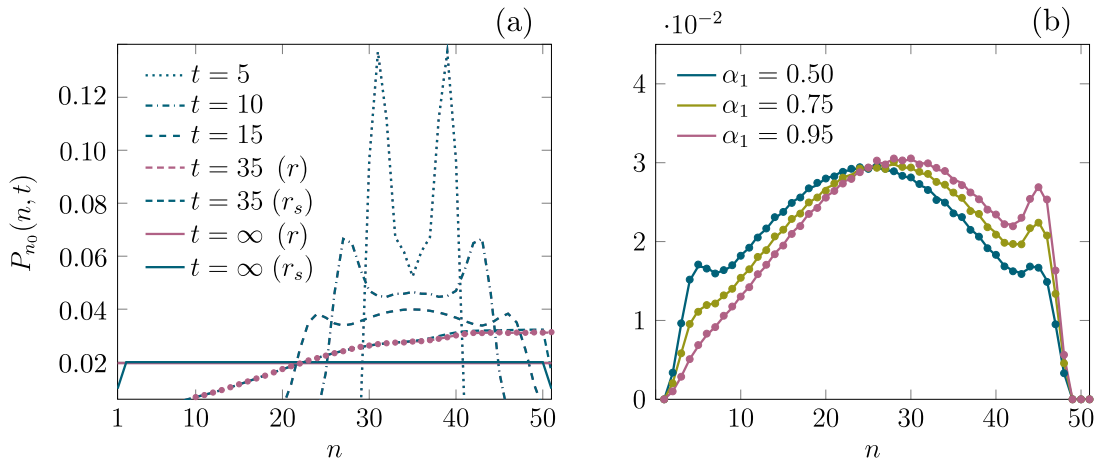 (a)
P_{n_0}(n, t)
0.12
0.10
0.08
0.06
0.04
0.02
t = 5
t = 10
t = 15
t = 35 (r)
t = 35 (r_s)
t = ∞ (r)
t = ∞ (r_s)
1 10 20 30 40 50
n
(b)
·10^{−2}
4
3
2
1
0
α_1 = 0.50
α_1 = 0.75
α_1 = 0.95
10 20 30 40 50
n